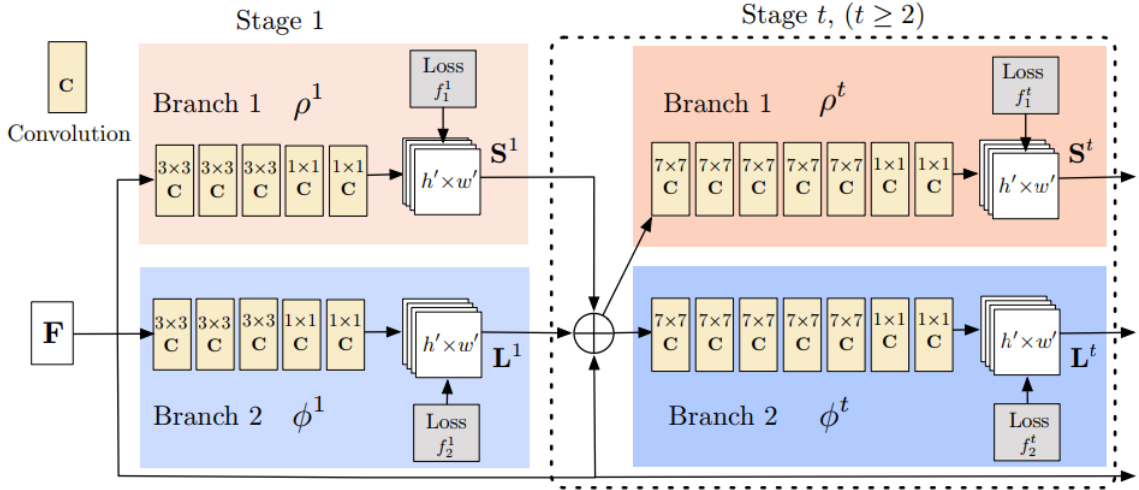 Stage 1
Stage t, (t ≥ 2)
C
Convolution
Branch 1 ρ¹
Loss
f₁¹
3×3 3×3 3×3 1×1 1×1
C C C C C
h′×w′
S¹
Branch 1 ρᵗ
Loss
f₁ᵗ
7×7 7×7 7×7 7×7 7×7 1×1 1×1
C C C C C C C
h′×w′
Sᵗ
F
3×3 3×3 3×3 1×1 1×1
C C C C C
h′×w′
L¹
Branch 2 ϕ¹
Loss
f₂¹
7×7 7×7 7×7 7×7 7×7 1×1 1×1
C C C C C C C
h′×w′
Lᵗ
Branch 2 ϕᵗ
Loss
f₂ᵗ